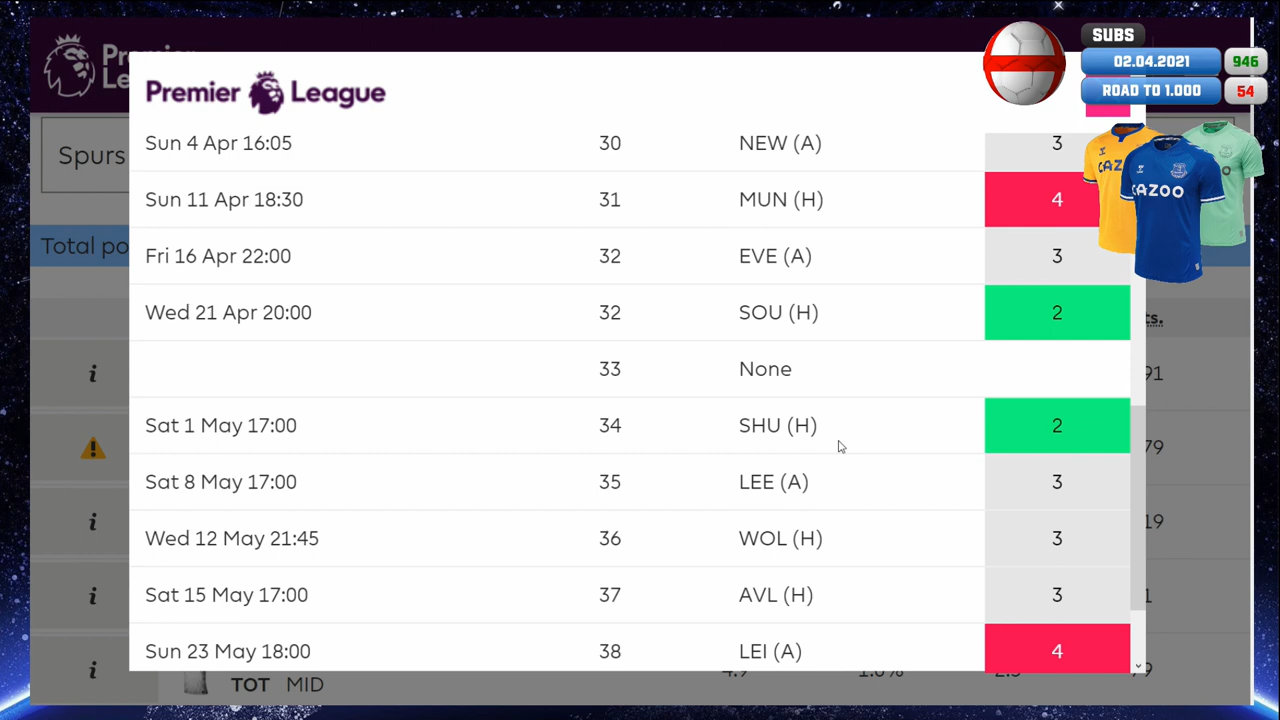 SUBS
02.04.2021 946
ROAD TO 1.000 54
Premier League
Spurs
Total po
Sun 4 Apr 16:05 30 NEW (A) 3
Sun 11 Apr 18:30 31 MUN (H) 4
Fri 16 Apr 22:00 32 EVE (A) 3
Wed 21 Apr 20:00 32 SOU (H) 2
33 None
Sat 1 May 17:00 34 SHU (H) 2
Sat 8 May 17:00 35 LEE (A) 3
Wed 12 May 21:45 36 WOL (H) 3
Sat 15 May 17:00 37 AVL (H) 3
Sun 23 May 18:00 38 LEI (A) 4
TOT MID
CAZOO